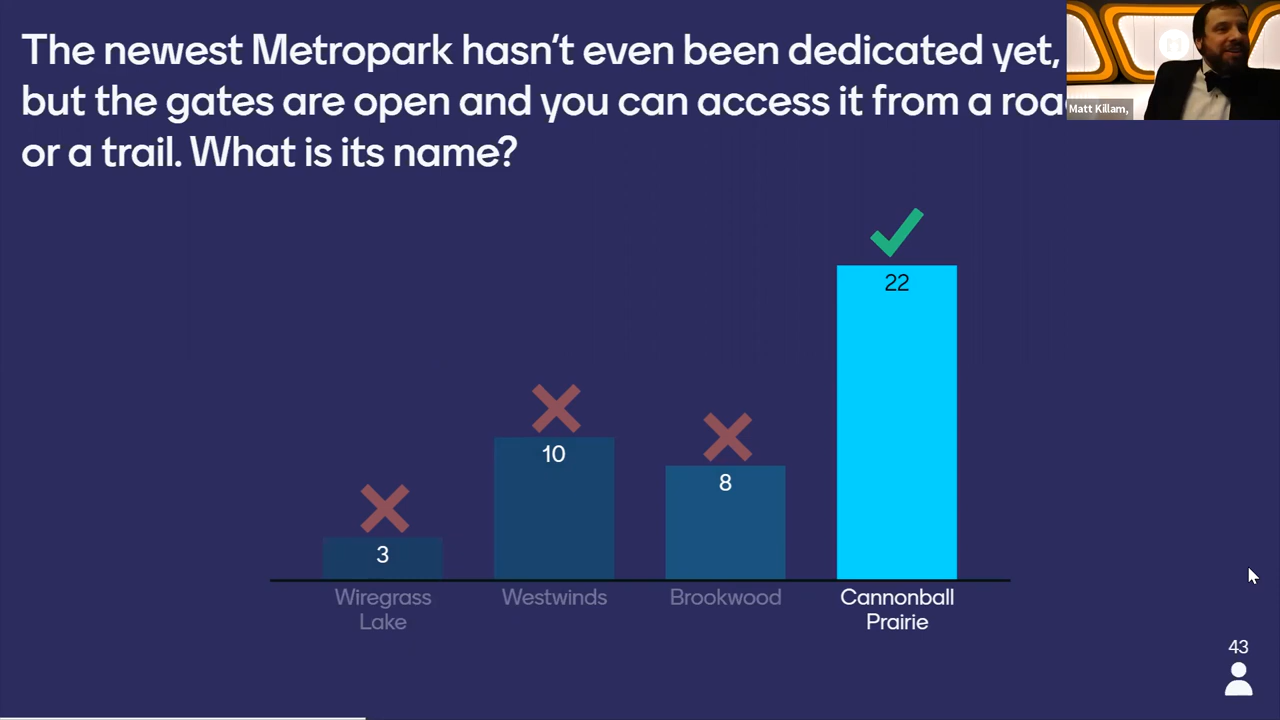 The newest Metropark hasn't even been dedicated yet,
but the gates are open and you can access it from a
or a trail. What is its name?
Matt Killam,
22
10
8
3
Wiregrass
Lake
Westwinds
Brookwood
Cannonball
Prairie
43